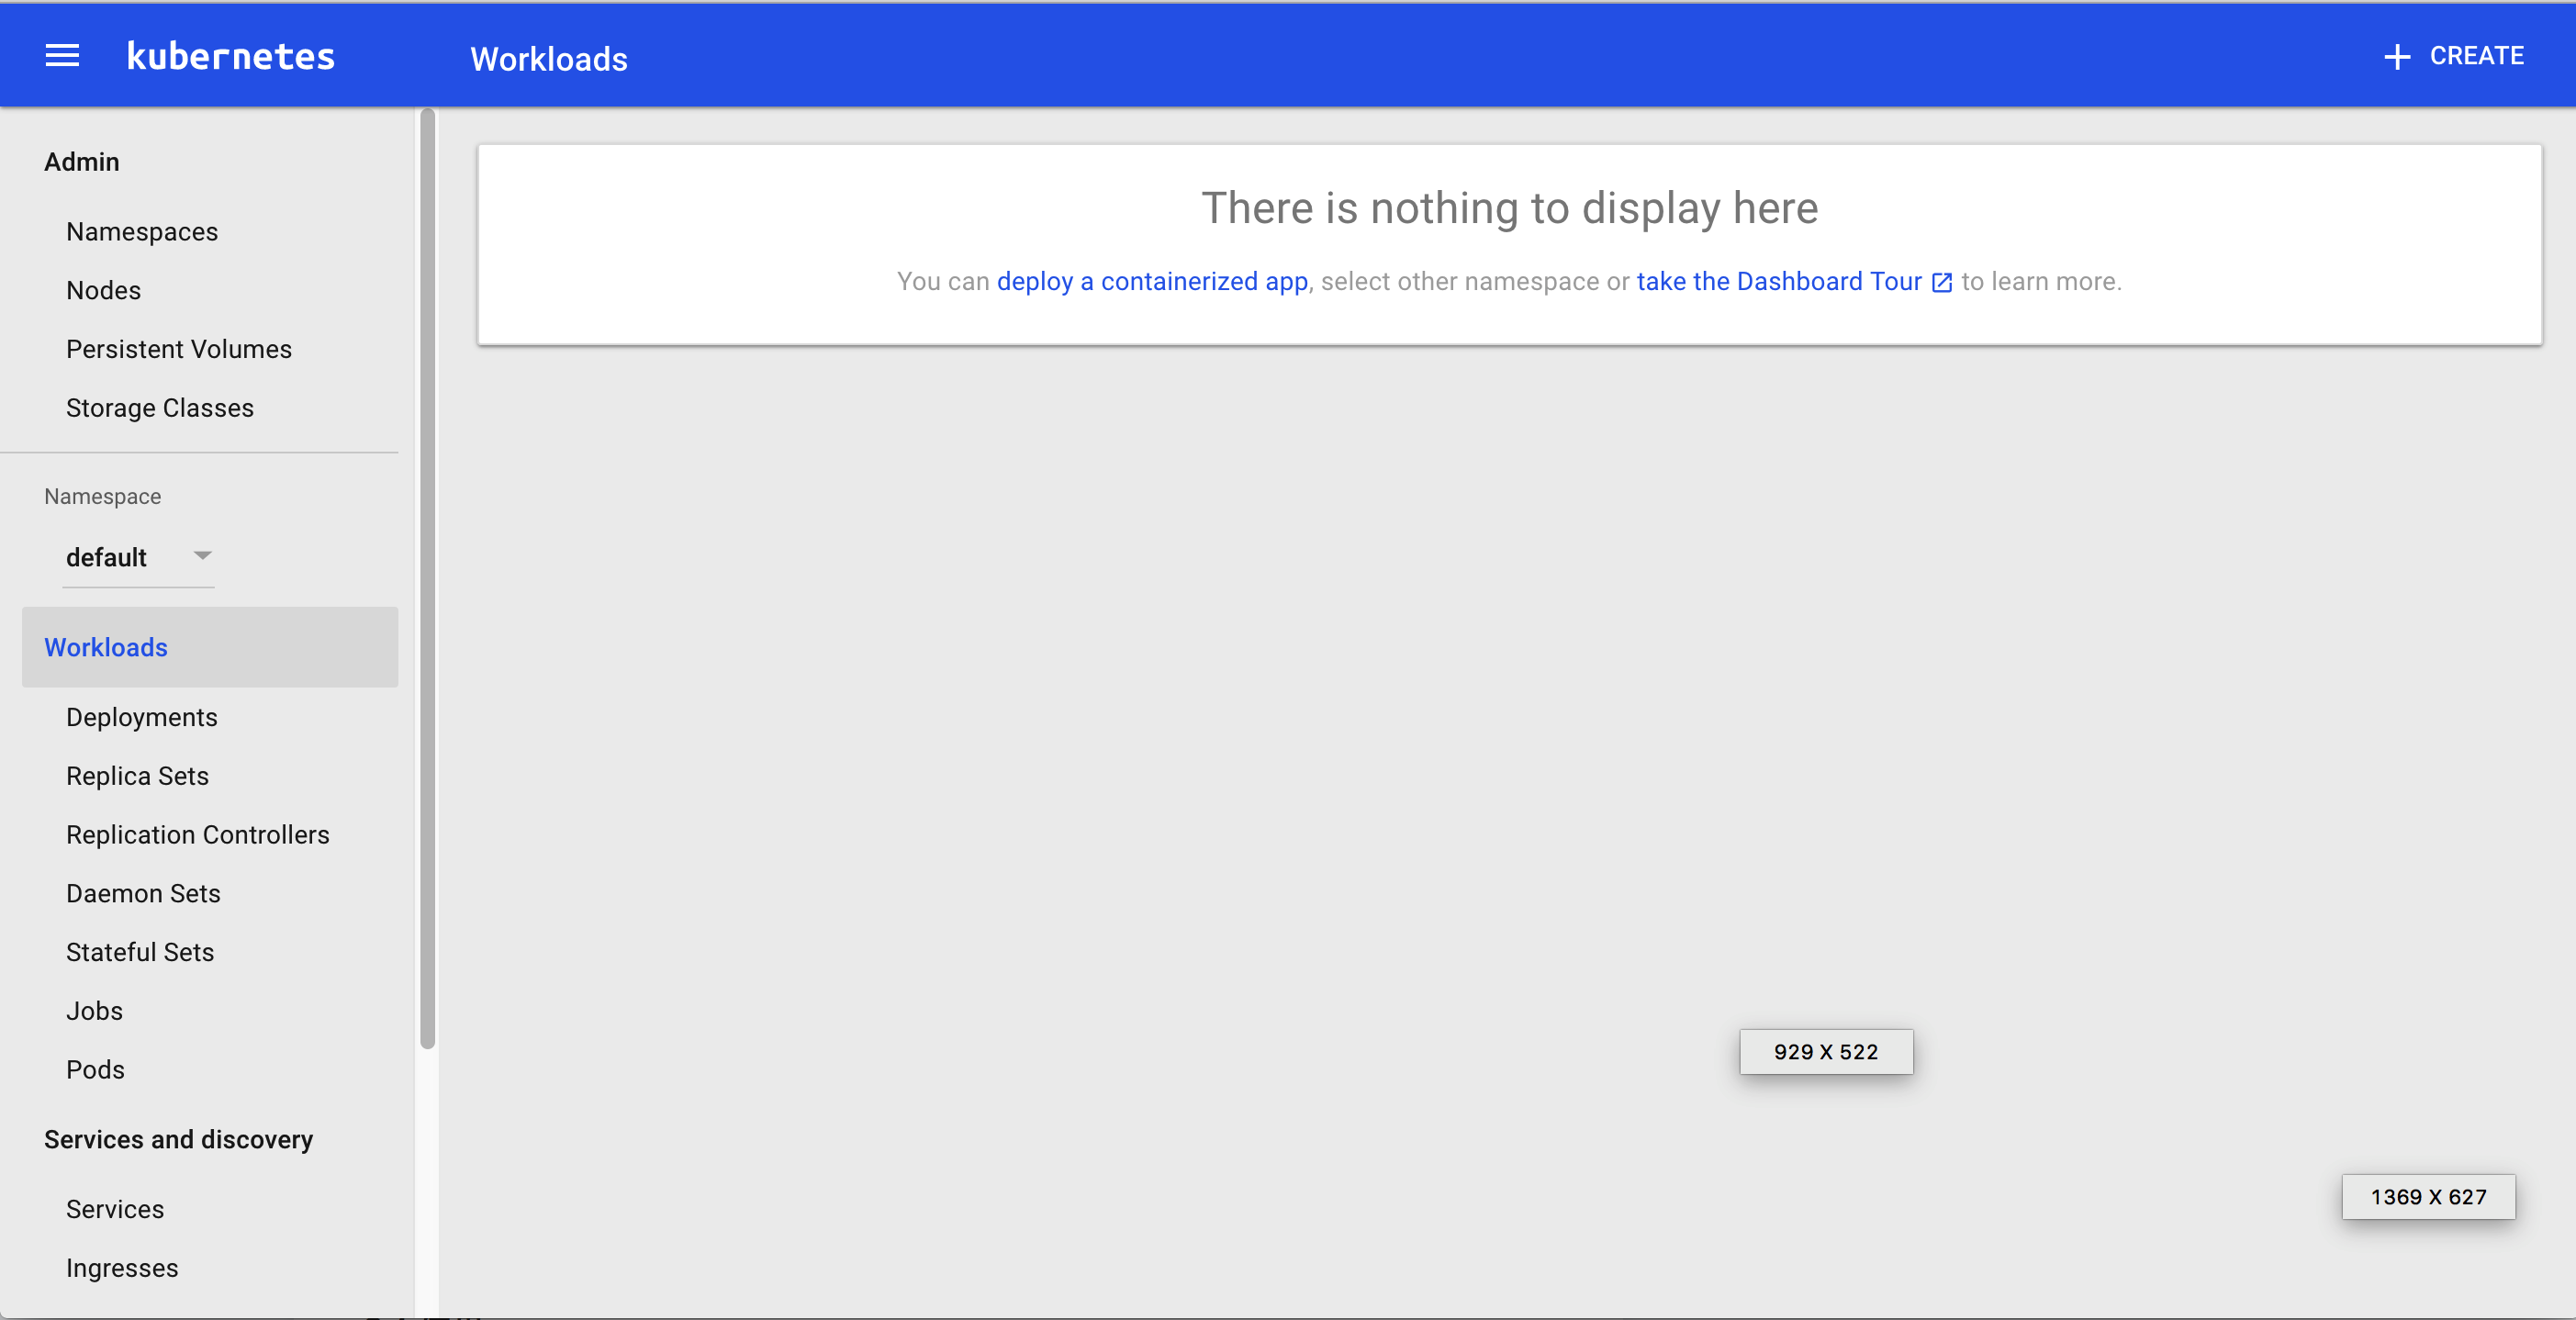 kubernetes
Workloads
CREATE
Admin
Namespaces
Nodes
Persistent Volumes
Storage Classes
Namespace
default
Workloads
Deployments
Replica Sets
Replication Controllers
Daemon Sets
Stateful Sets
Jobs
Pods
Services and discovery
Services
Ingresses
There is nothing to display here
You can deploy a containerized app, select other namespace or take the Dashboard Tour to learn more.
929 X 522
1369 X 627